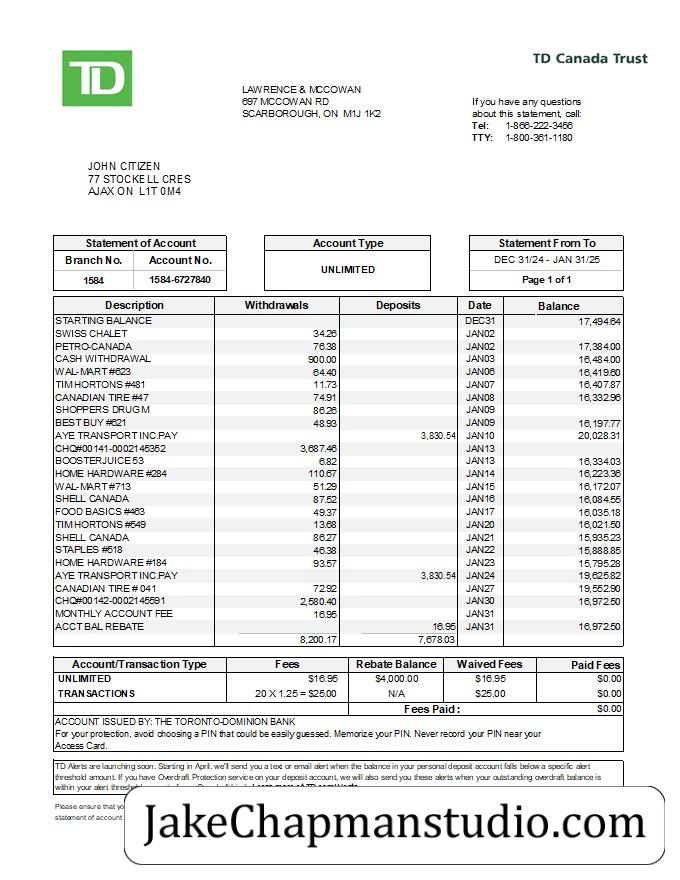 TD Canada Trust
TD
LAWRENCE & MCCOWAN
697 MCCOWAN RD
SCARBOROUGH, ON M1J 1K2
If you have any questions
about this statement, call:
Tel: 1-866-222-3456
TTY: 1-800-361-1180
JOHN CITIZEN
77 STOCKELL CRES
AJAX ON L1T 0M4
Statement of Account
Branch No. Account No.
1584 1584-6727840
Account Type
UNLIMITED
Statement From To
DEC 31/24 - JAN 31/25
Page 1 of 1
Description Withdrawals Deposits Date Balance
STARTING BALANCE DEC31 17,494.64
SWISS CHALET 34.26 JAN02
PETRO-CANADA 76.38 JAN02 17,384.00
CASH WITHDRAWAL 900.00 JAN03 16,484.00
WAL-MART #623 64.40 JAN06 16,419.60
TIM HORTONS #481 11.73 JAN07 16,407.87
CANADIAN TIRE #47 74.91 JAN08 16,332.96
SHOPPERS DRUG M 86.26 JAN09
BEST BUY #621 48.93 JAN09 16,197.77
AYE TRANSPORT INC.PAY 3,830.54 JAN10 20,028.31
CHQ#00141-0002145352 3,687.46 JAN13
BOOSTERJUICE 53 6.82 JAN13 16,334.03
HOME HARDWARE #284 110.67 JAN14 16,223.36
WAL-MART #713 51.29 JAN15 16,172.07
SHELL CANADA 87.52 JAN16 16,084.55
FOOD BASICS #463 49.37 JAN17 16,035.18
TIM HORTONS #549 13.68 JAN20 16,021.50
SHELL CANADA 86.27 JAN21 15,935.23
STAPLES #518 46.38 JAN22 15,888.85
HOME HARDWARE #184 93.57 JAN23 15,795.28
AYE TRANSPORT INC.PAY 3,830.54 JAN24 19,625.82
CANADIAN TIRE # 041 72.92 JAN27 19,552.90
CHQ#00142-0002145591 2,580.40 JAN30 16,972.50
MONTHLY ACCOUNT FEE 16.95 JAN31
ACCT BAL REBATE 16.95 JAN31 16,972.50
8,200.17 7,678.03
Account/Transaction Type Fees Rebate Balance Waived Fees Paid Fees
UNLIMITED $16.95 $4,000.00 $16.95 $0.00
TRANSACTIONS 20 X 1.25 = $25.00 N/A $25.00 $0.00
Fees Paid: $0.00
ACCOUNT ISSUED BY: THE TORONTO-DOMINION BANK
For your protection, avoid choosing a PIN that could be easily guessed. Memorize your PIN. Never record your PIN near your
Access Card.
TD Alerts are launching soon. Starting in April, we'll send you a text or email alert when the balance in your personal deposit account falls below a specific alert
threshold amount. If you have Overdraft Protection service on your deposit account, we will also send you these alerts when your outstanding overdraft balance is
within your alert
Please ensure that
statement of account
JakeChapmanstudio.com